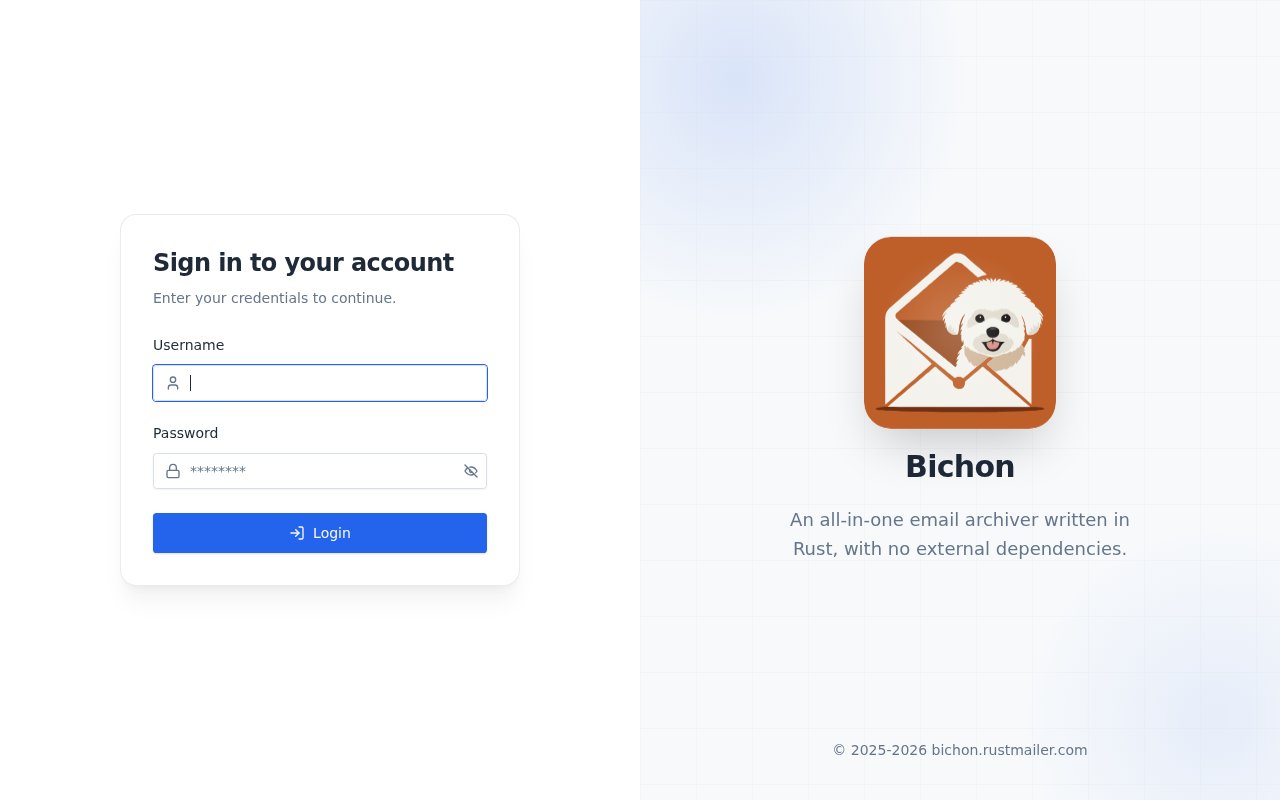 Sign in to your account
Enter your credentials to continue.
Username
Password
********
Login
Bichon
An all-in-one email archiver written in
Rust, with no external dependencies.
© 2025-2026 bichon.rustmailer.com